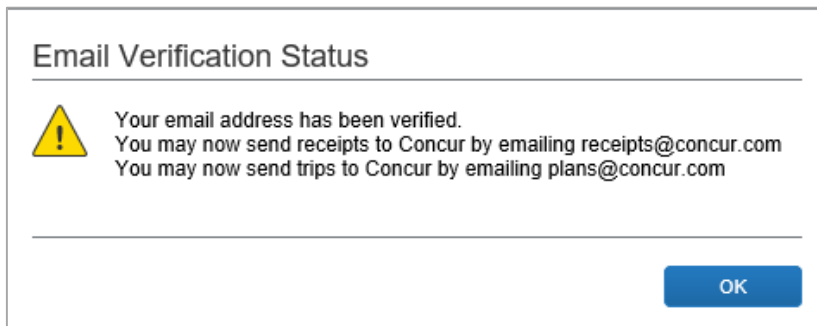 Email Verification Status
Your email address has been verified.
You may now send receipts to Concur by emailing receipts@concur.com
You may now send trips to Concur by emailing plans@concur.com
OK